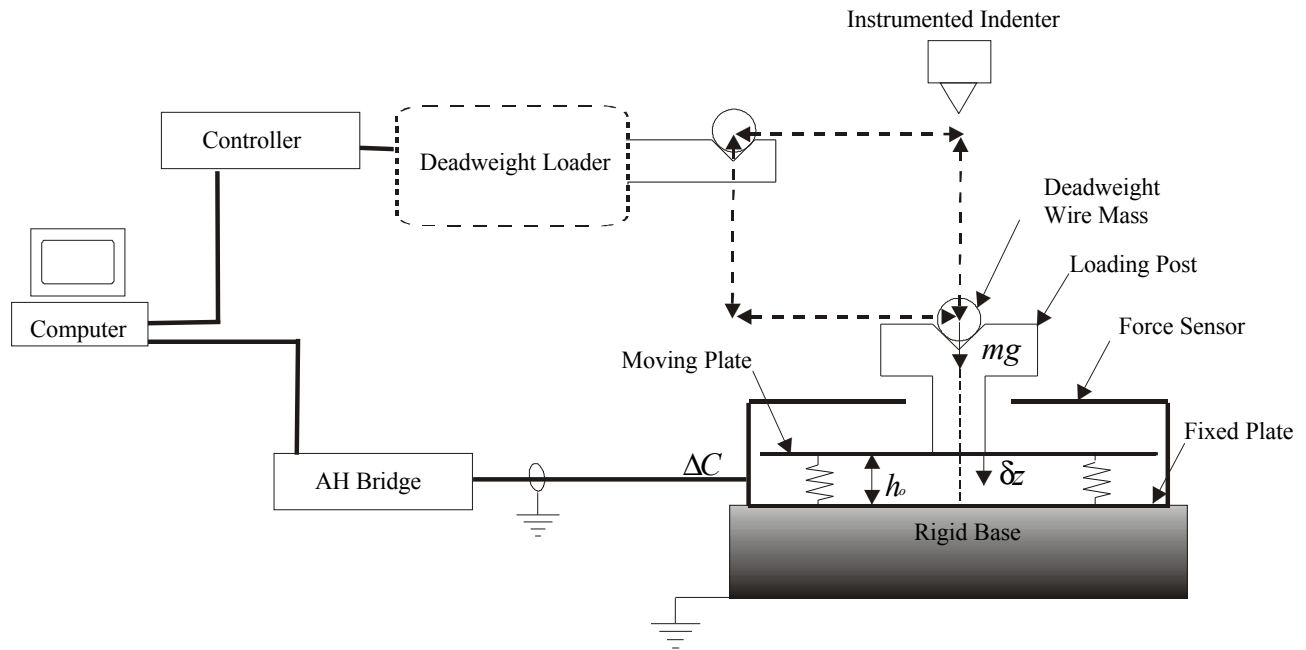 Instrumented Indenter
Controller
Deadweight Loader
Deadweight
Wire Mass
Loading Post
Computer
Force Sensor
mg
Moving Plate
Fixed Plate
ΔC
AH Bridge
hₒ
δz
Rigid Base